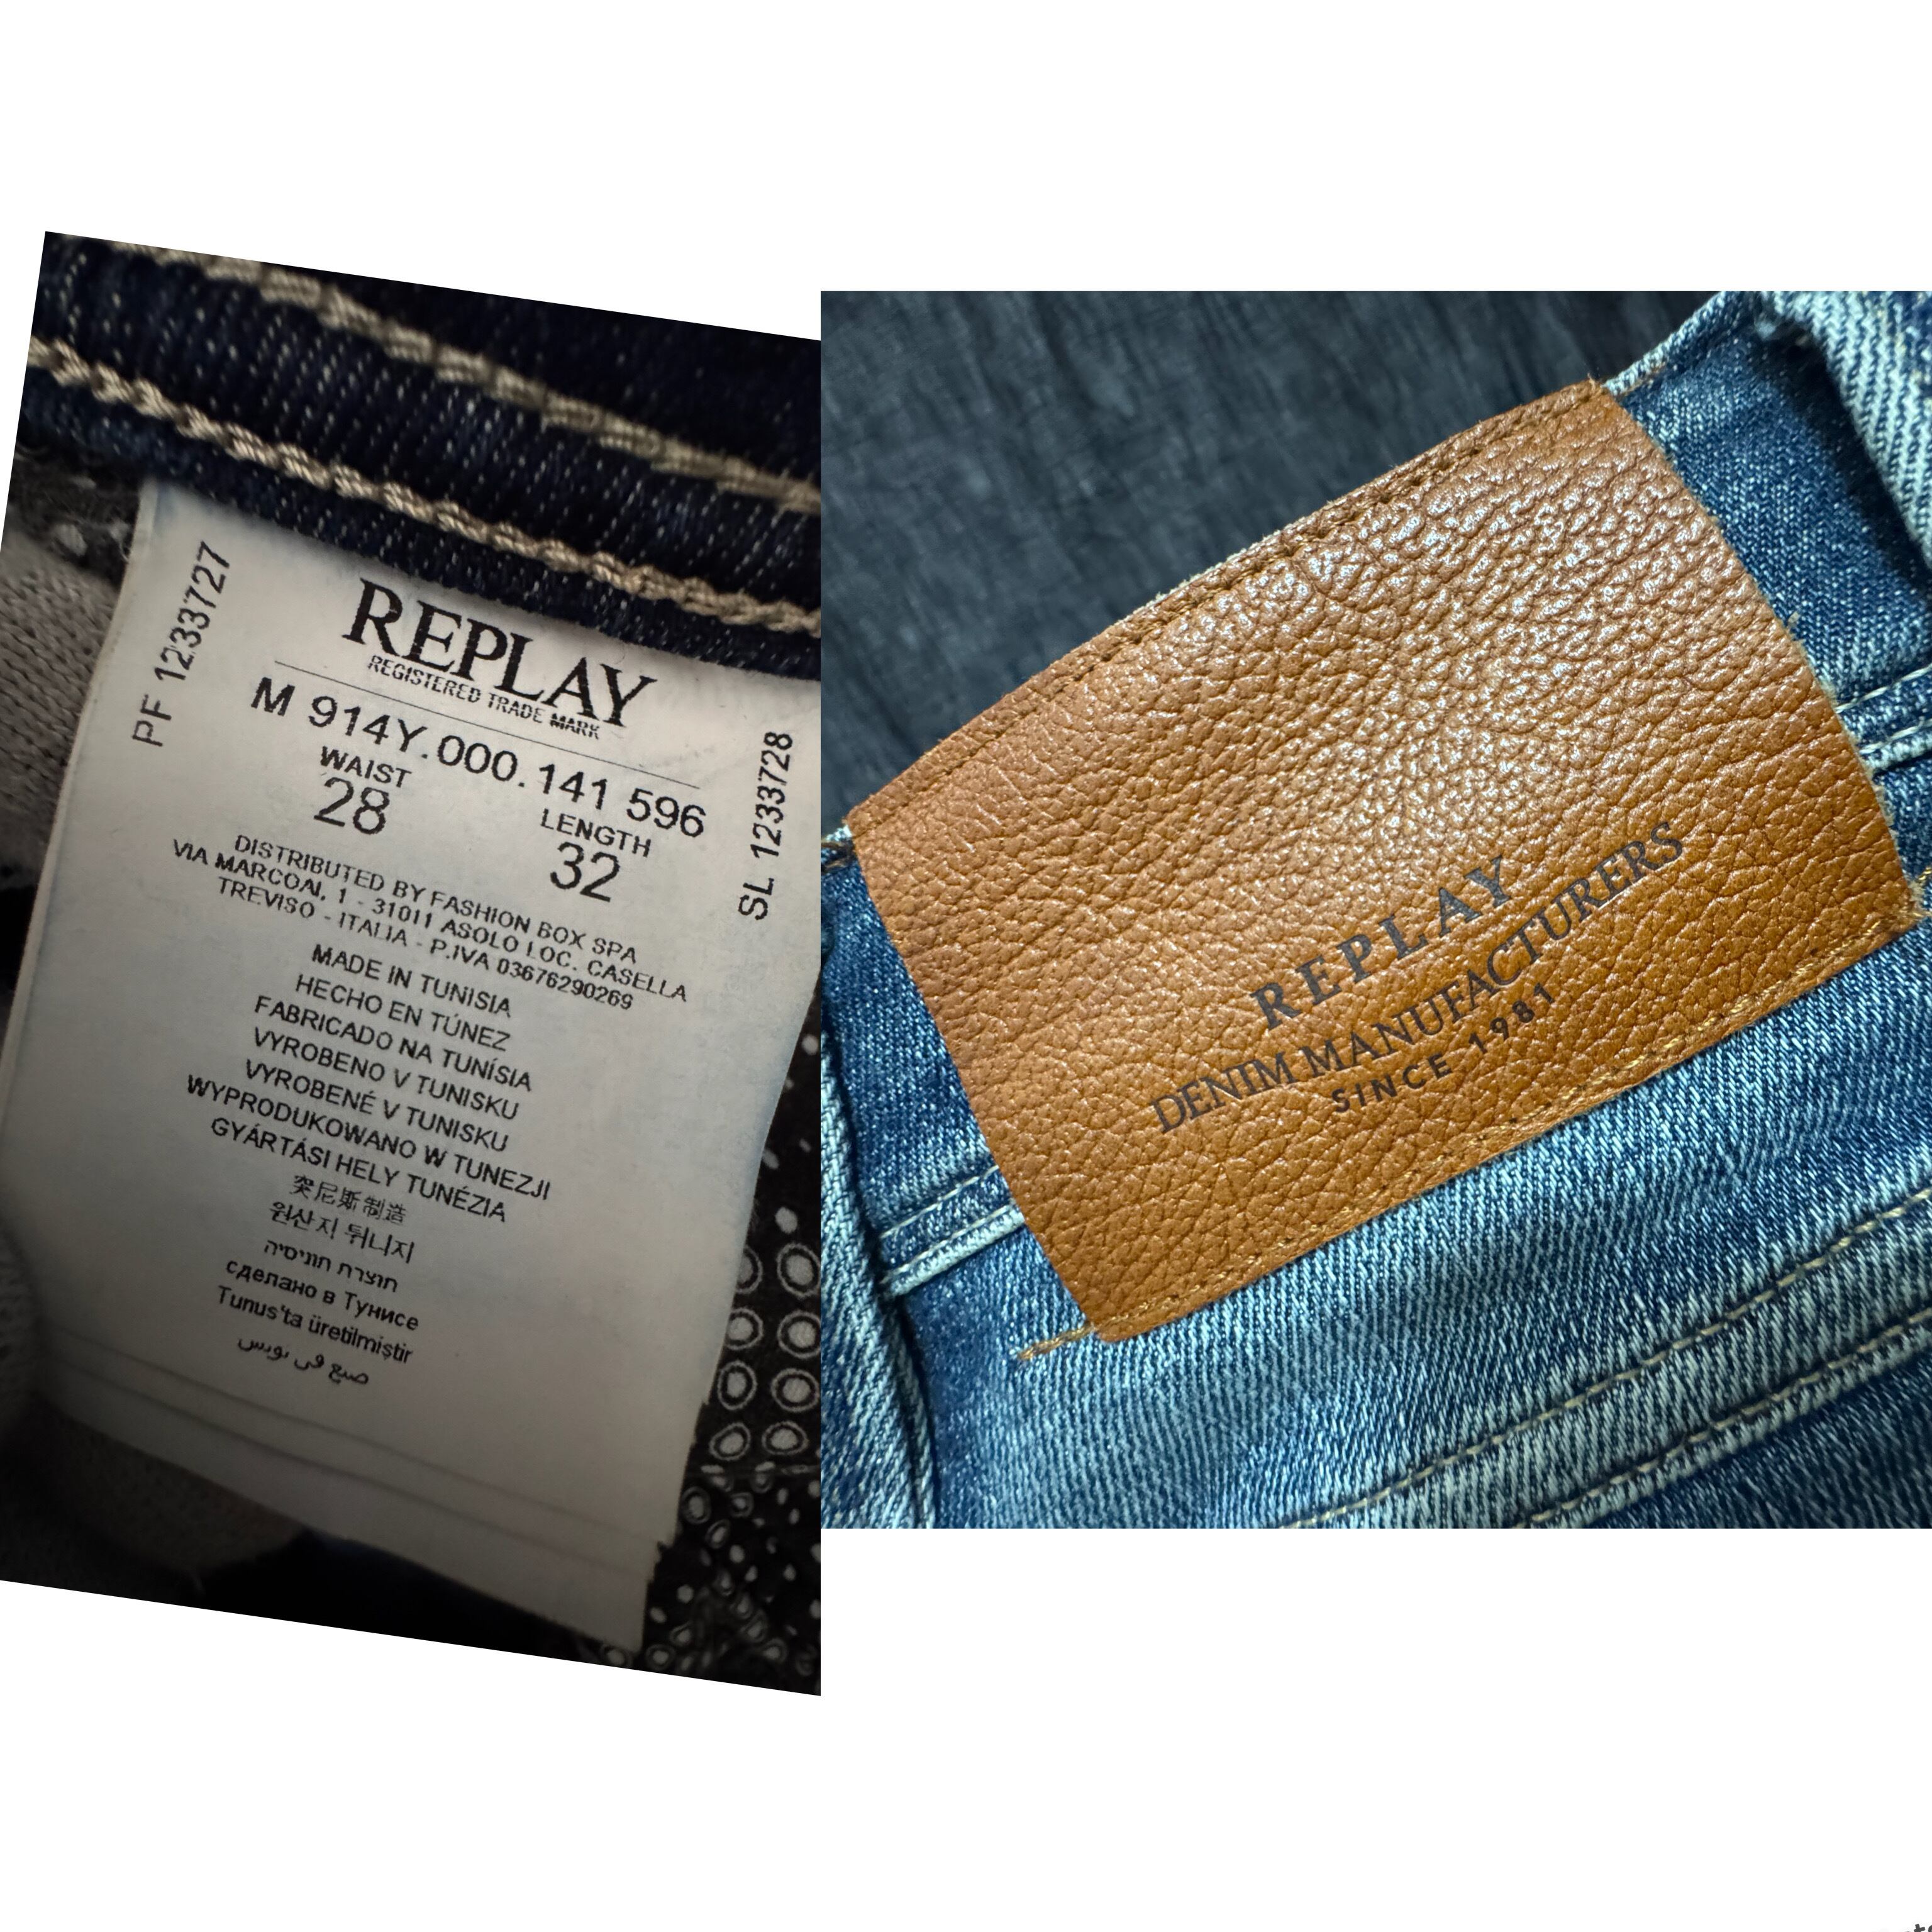 PF 1233727
REPLAY
REGISTERED TRADE MARK
M 914Y.000.141 596
WAIST
28
LENGTH
32
SL 1233728
DISTRIBUTED BY FASHION BOX SPA
VIA MARCONI, 1 - 31011 ASOLO LOC. CASELLA
TREVISO - ITALIA - P.IVA 03676290269
MADE IN TUNISIA
HECHO EN TÚNEZ
FABRICADO NA TUNÍSIA
VYROBENO V TUNISKU
VYROBENÉ V TUNISKU
WYPRODUKOWANO W TUNEZJI
GYÁRTÁSI HELY TUNÉZIA
突尼斯制造
원산지 튀니지
תוצרת תוניסיה
сделано в Тунисе
Tunus'ta üretilmiştir
صنع في تونس
REPLAY
DENIM MANUFACTURERS
SINCE 1981